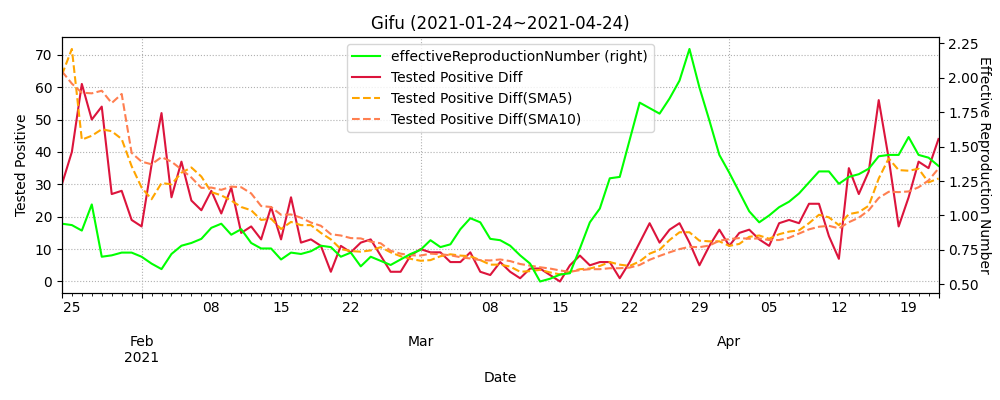 Gifu (2021-01-24~2021-04-24)
effectiveReproductionNumber (right)
Tested Positive Diff
Tested Positive Diff(SMA5)
Tested Positive Diff(SMA10)
Tested Positive
70
60
50
40
30
20
10
0
2.25
2.00
1.75
1.50
1.25
1.00
0.75
0.50
Effective Reproduction Number
25 08 15 22 08 15 22 29 05 12 19
Feb Mar Apr
2021
Date